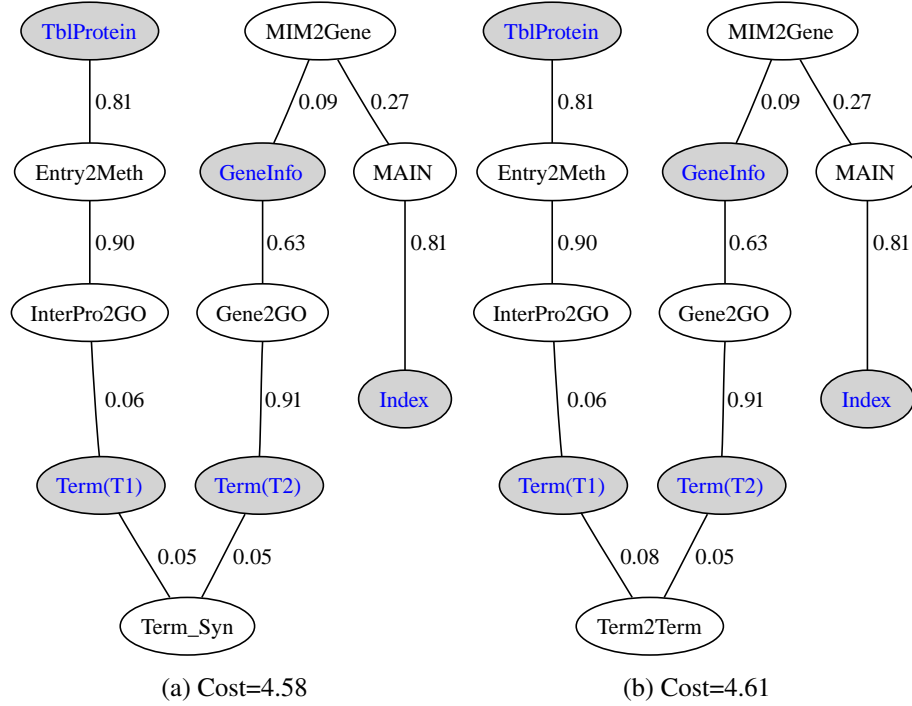 TblProtein
MIM2Gene
TblProtein
MIM2Gene
0.81
0.09
0.27
0.81
0.09
0.27
Entry2Meth
GeneInfo
MAIN
Entry2Meth
GeneInfo
MAIN
0.90
0.63
0.81
0.90
0.63
0.81
InterPro2GO
Gene2GO
InterPro2GO
Gene2GO
0.06
0.91
Index
0.06
0.91
Index
Term(T1)
Term(T2)
Term(T1)
Term(T2)
0.05
0.05
0.08
0.05
Term_Syn
Term2Term
(a) Cost=4.58
(b) Cost=4.61